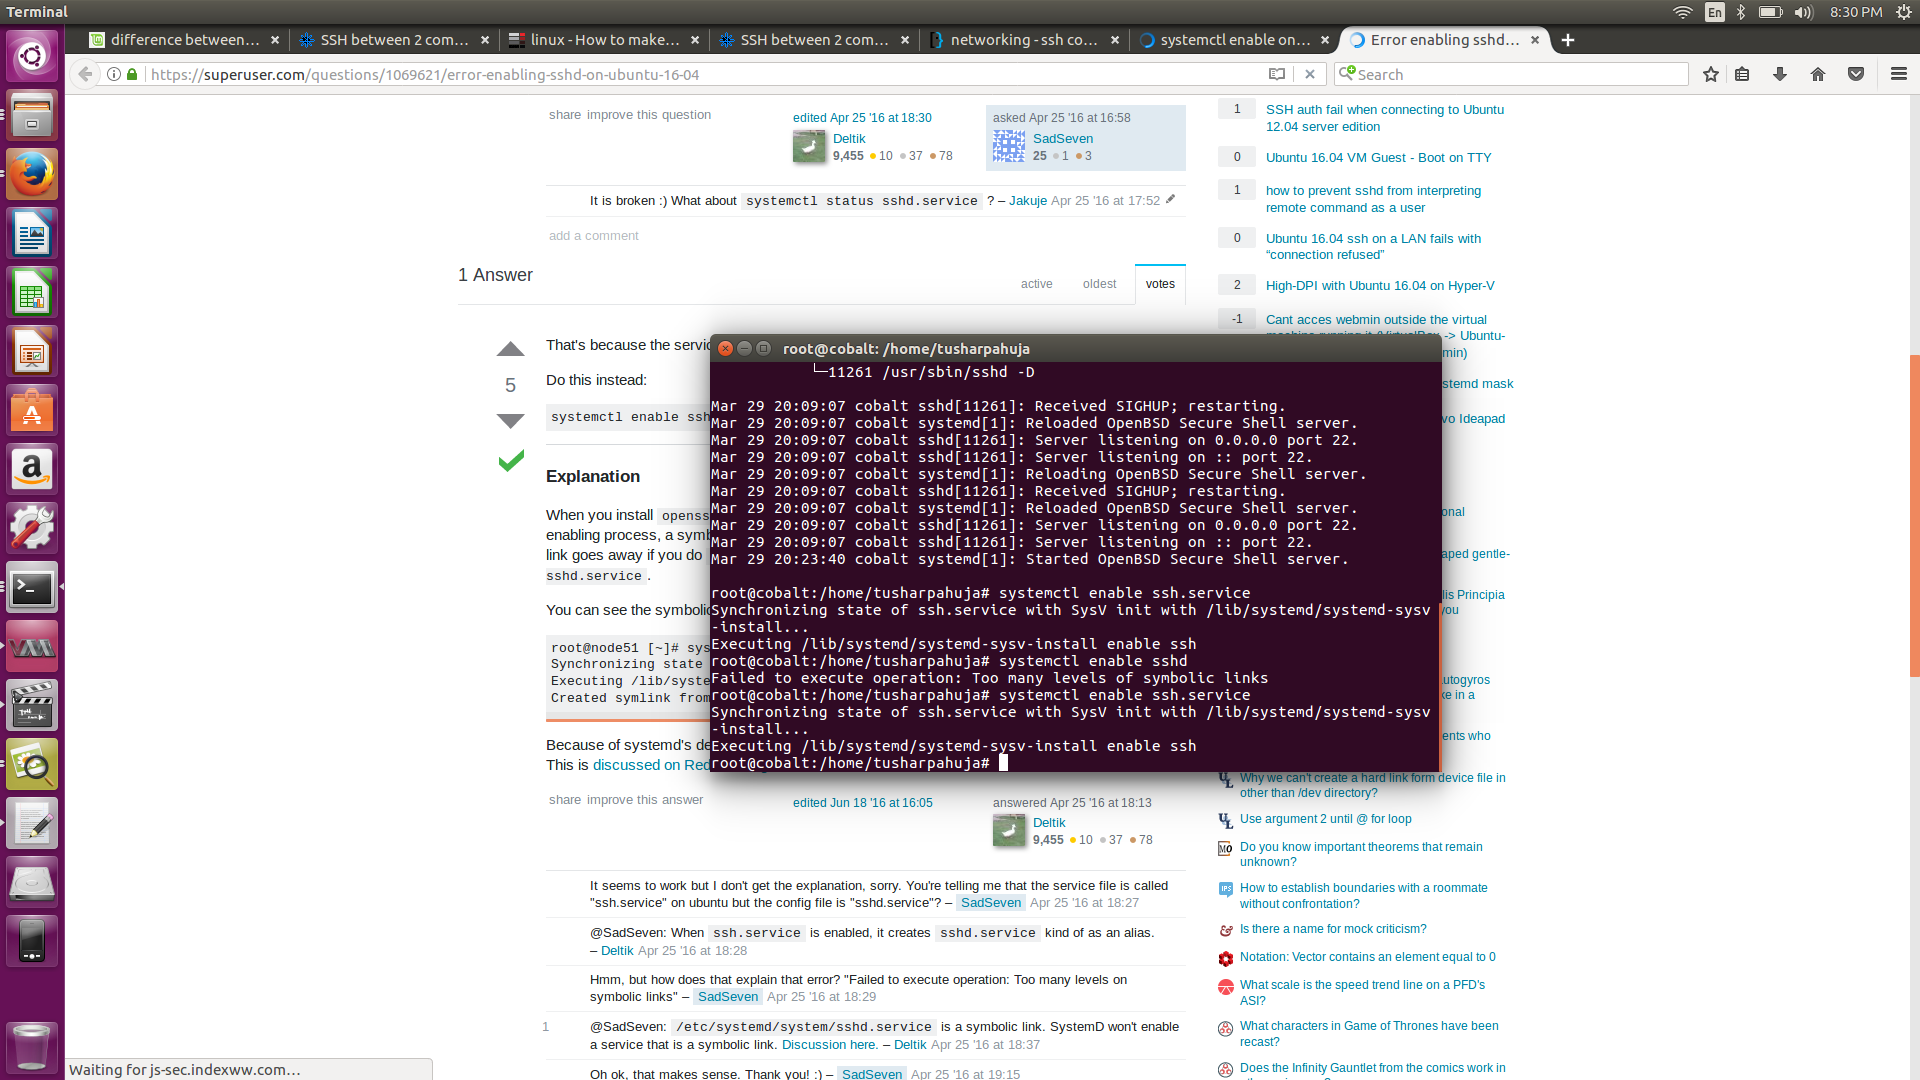 Terminal
En
8:30 PM
difference between...
SSH between 2 com...
linux - How to make...
SSH between 2 com...
networking - ssh co...
systemctl enable on...
Error enabling sshd...
https://superuser.com/questions/1069621/error-enabling-sshd-on-ubuntu-16-04
Search
share improve this question
edited Apr 25 '16 at 18:30
Deltik
9,455 10 37 78
asked Apr 25 '16 at 16:58
SadSeven
25 1 3
It is broken :) What about systemctl status sshd.service ? – Jakuje Apr 25 '16 at 17:52
add a comment
1 Answer
active oldest votes
5
That's because the servic
Do this instead:
systemctl enable ssh
Explanation
When you install openss
enabling process, a symb
link goes away if you do
sshd.service .
You can see the symbolic
root@node51 [~]# sys
Synchronizing state
Executing /lib/syste
Created symlink from
Because of systemd's de
This is discussed on Red
share improve this answer
edited Jun 18 '16 at 16:05
answered Apr 25 '16 at 18:13
Deltik
9,455 10 37 78
It seems to work but I don't get the explanation, sorry. You're telling me that the service file is called
"ssh.service" on ubuntu but the config file is "sshd.service"? – SadSeven Apr 25 '16 at 18:27
@SadSeven: When ssh.service is enabled, it creates sshd.service kind of as an alias.
– Deltik Apr 25 '16 at 18:28
Hmm, but how does that explain that error? "Failed to execute operation: Too many levels on
symbolic links" – SadSeven Apr 25 '16 at 18:29
1 @SadSeven: /etc/systemd/system/sshd.service is a symbolic link. SystemD won't enable
a service that is a symbolic link. Discussion here. – Deltik Apr 25 '16 at 18:37
Oh ok, that makes sense. Thank you! :) – SadSeven Apr 25 '16 at 19:15
root@cobalt: /home/tusharpahuja
└─11261 /usr/sbin/sshd -D
Mar 29 20:09:07 cobalt sshd[11261]: Received SIGHUP; restarting.
Mar 29 20:09:07 cobalt systemd[1]: Reloaded OpenBSD Secure Shell server.
Mar 29 20:09:07 cobalt sshd[11261]: Server listening on 0.0.0.0 port 22.
Mar 29 20:09:07 cobalt sshd[11261]: Server listening on :: port 22.
Mar 29 20:09:07 cobalt systemd[1]: Reloading OpenBSD Secure Shell server.
Mar 29 20:09:07 cobalt sshd[11261]: Received SIGHUP; restarting.
Mar 29 20:09:07 cobalt systemd[1]: Reloaded OpenBSD Secure Shell server.
Mar 29 20:09:07 cobalt sshd[11261]: Server listening on 0.0.0.0 port 22.
Mar 29 20:09:07 cobalt sshd[11261]: Server listening on :: port 22.
Mar 29 20:23:40 cobalt systemd[1]: Started OpenBSD Secure Shell server.
root@cobalt:/home/tusharpahuja# systemctl enable ssh.service
Synchronizing state of ssh.service with SysV init with /lib/systemd/systemd-sysv
-install...
Executing /lib/systemd/systemd-sysv-install enable ssh
root@cobalt:/home/tusharpahuja# systemctl enable sshd
Failed to execute operation: Too many levels of symbolic links
root@cobalt:/home/tusharpahuja# systemctl enable ssh.service
Synchronizing state of ssh.service with SysV init with /lib/systemd/systemd-sysv
-install...
Executing /lib/systemd/systemd-sysv-install enable ssh
root@cobalt:/home/tusharpahuja#
1 SSH auth fail when connecting to Ubuntu
12.04 server edition
0 Ubuntu 16.04 VM Guest - Boot on TTY
1 how to prevent sshd from interpreting
remote command as a user
0 Ubuntu 16.04 ssh on a LAN fails with
“connection refused”
2 High-DPI with Ubuntu 16.04 on Hyper-V
-1 Cant acces webmin outside the virtual
-> Ubuntu-
min)
stemd mask
vo Ideapad
onal
aped gentle-
lis Principia
you
utogyros
ke in a
ents who
Why we can't create a hard link form device file in
other than /dev directory?
Use argument 2 until @ for loop
Do you know important theorems that remain
unknown?
How to establish boundaries with a roommate
without confrontation?
Is there a name for mock criticism?
Notation: Vector contains an element equal to 0
What scale is the speed trend line on a PFD's
ASI?
What characters in Game of Thrones have been
recast?
Does the Infinity Gauntlet from the comics work in
Waiting for js-sec.indexww.com...